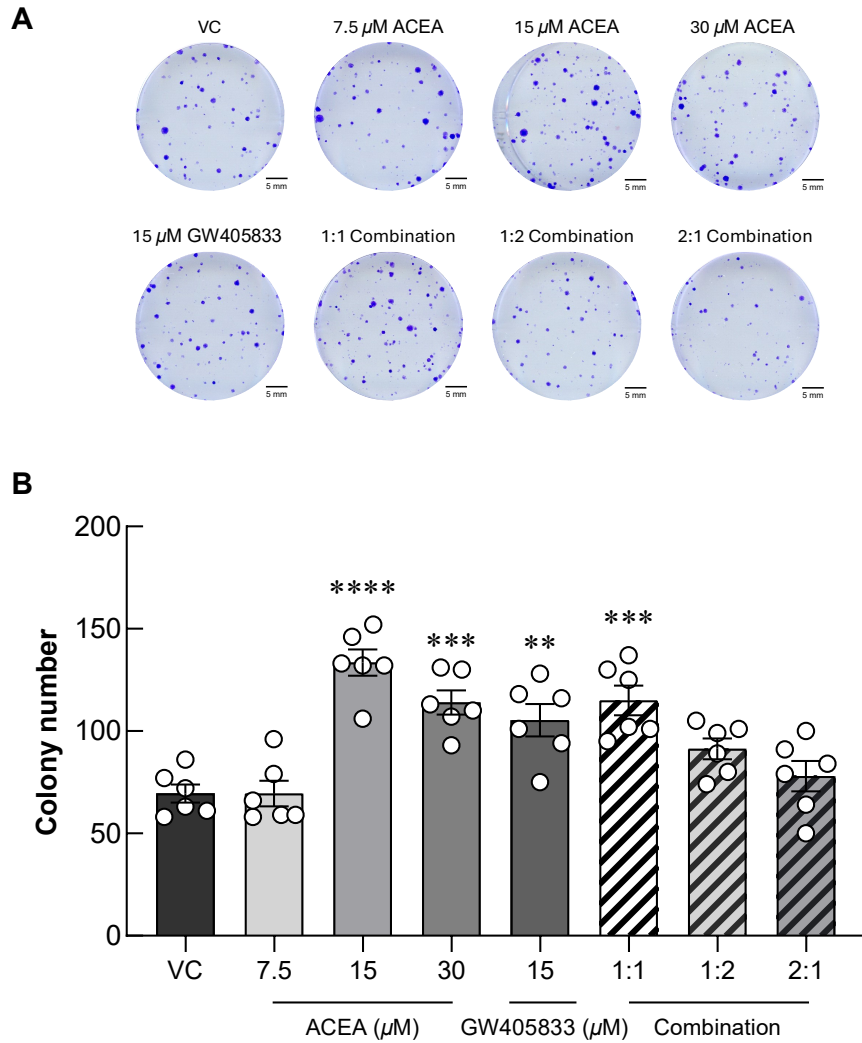 A
VC 7.5 µM ACEA 15 µM ACEA 30 µM ACEA
5 mm 5 mm 5 mm 5 mm
15 µM GW405833 1:1 Combination 1:2 Combination 2:1 Combination
5 mm 5 mm 5 mm 5 mm
B
200
150
100
50
0
Colony number
**** *** ** ***
VC 7.5 15 30 15 1:1 1:2 2:1
ACEA (µM) GW405833 (µM) Combination